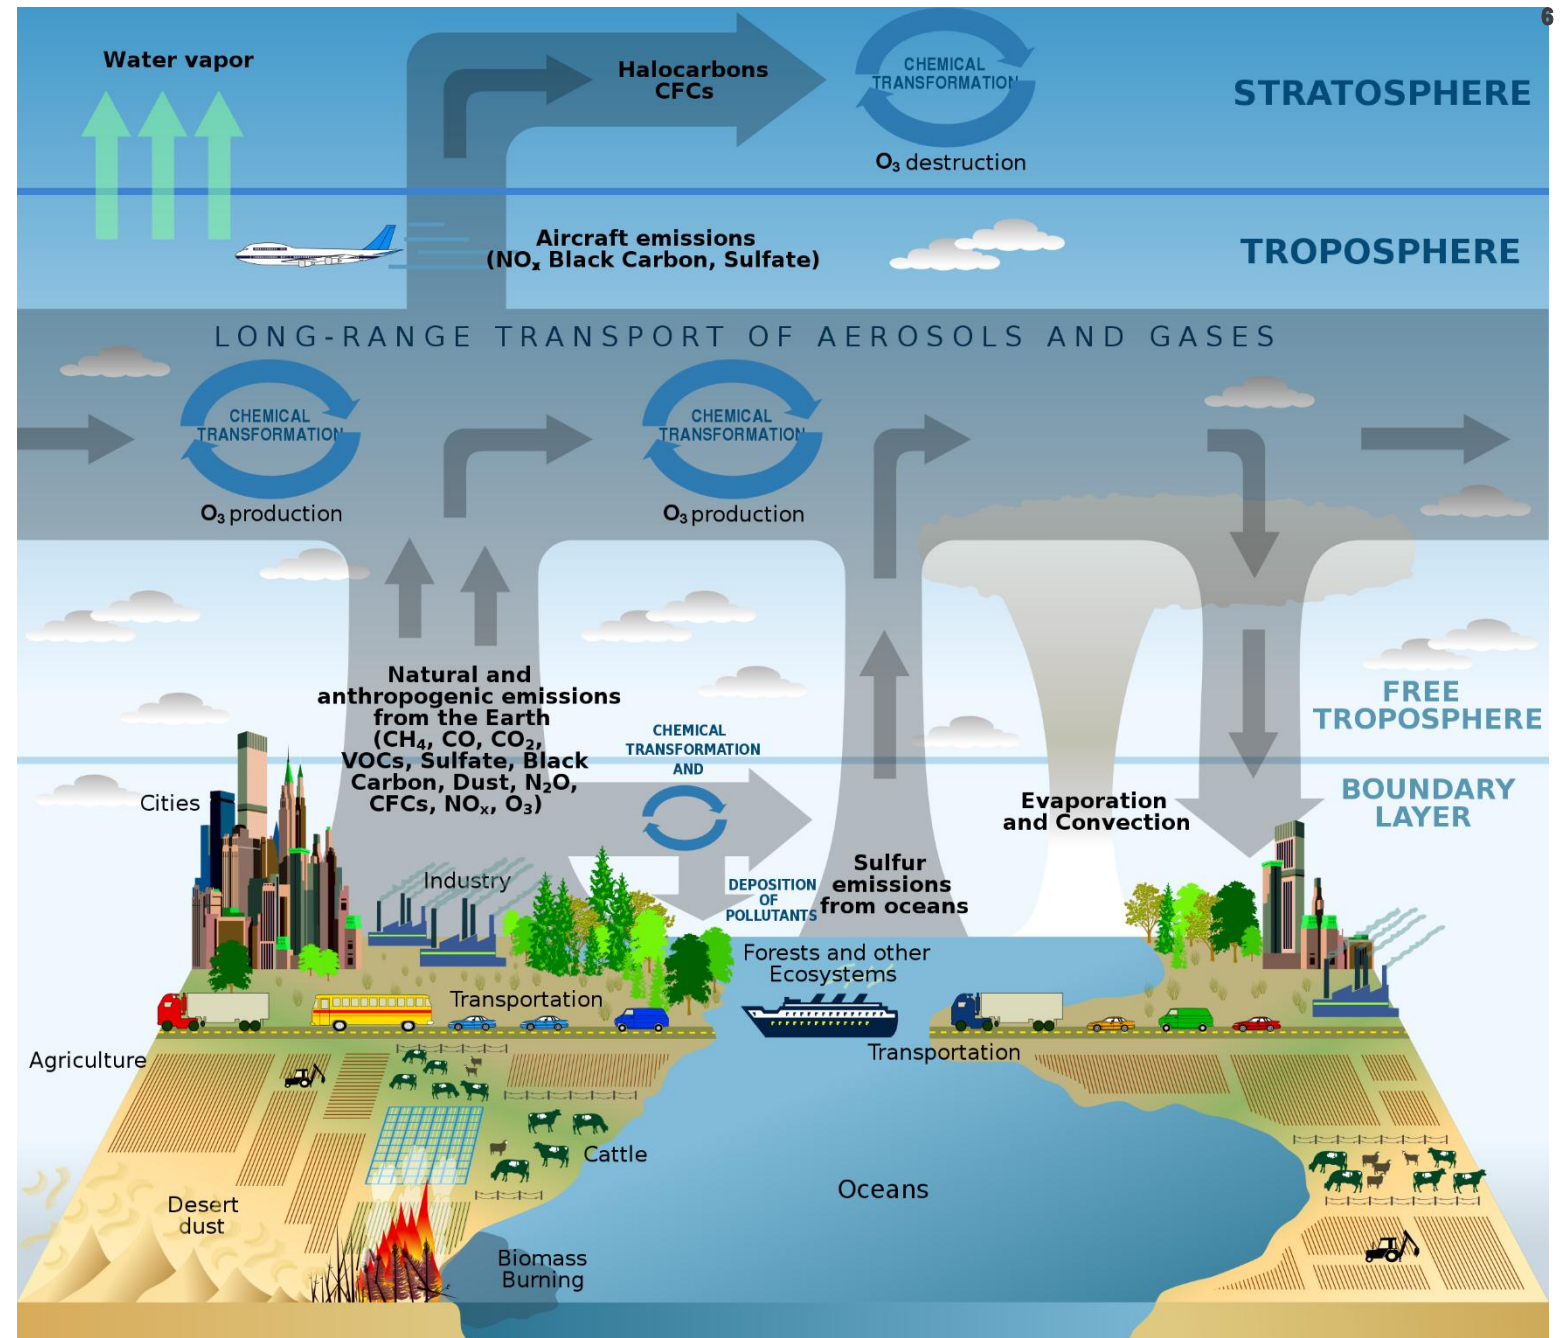 6
Water vapor
Halocarbons
CFCs
CHEMICAL
TRANSFORMATION
O₃ destruction
STRATOSPHERE
Aircraft emissions
(NOₓ Black Carbon, Sulfate)
TROPOSPHERE
LONG-RANGE TRANSPORT OF AEROSOLS AND GASES
CHEMICAL
TRANSFORMATION
O₃ production
CHEMICAL
TRANSFORMATION
O₃ production
Natural and
anthropogenic emissions
from the Earth
(CH₄, CO, CO₂,
VOCs, Sulfate, Black
Carbon, Dust, N₂O,
CFCs, NOₓ, O₃)
FREE
TROPOSPHERE
CHEMICAL
TRANSFORMATION
AND
DEPOSITION
OF
POLLUTANTS
Cities
Evaporation
and Convection
BOUNDARY
LAYER
Industry
Sulfur
emissions
from oceans
Forests and other
Ecosystems
Transportation
Transportation
Agriculture
Cattle
Oceans
Desert
dust
Biomass
Burning